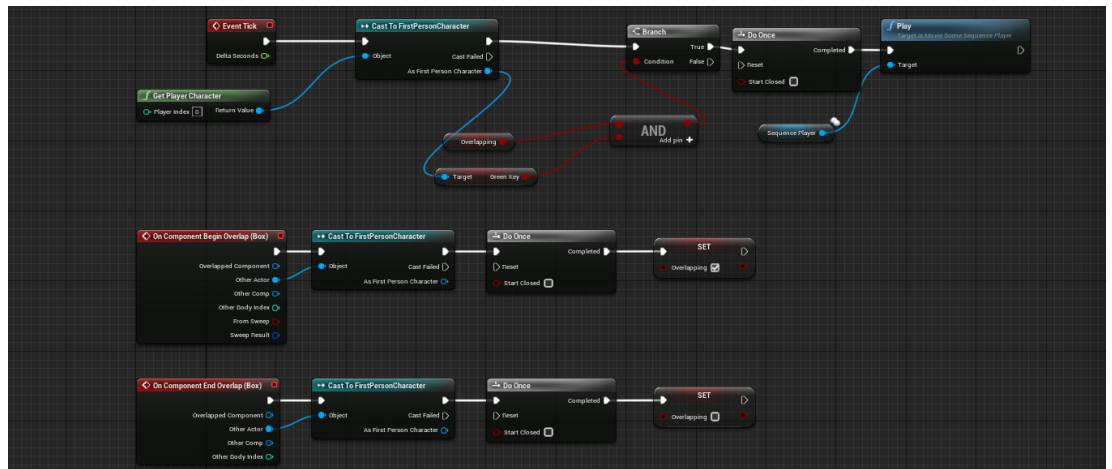 Event Tick
Delta Seconds
Get Player Character
Player Index 0
Return Value
Cast To FirstPersonCharacter
Object
Cast Failed
As First Person Character
Overlapping
Target
Green Key
AND
Add pin +
Branch
True
Condition
False
Do Once
Completed
Reset
Start Closed
Play
Target is Movie Scene Sequence Player
Target
Sequence Player
On Component Begin Overlap (Box)
Overlapped Component
Other Actor
Other Comp
Other Body Index
From Sweep
Sweep Result
Cast To FirstPersonCharacter
Object
Cast Failed
As First Person Character
Do Once
Completed
Reset
Start Closed
SET
Overlapping
On Component End Overlap (Box)
Overlapped Component
Other Actor
Other Comp
Other Body Index
Cast To FirstPersonCharacter
Object
Cast Failed
As First Person Character
Do Once
Completed
Reset
Start Closed
SET
Overlapping